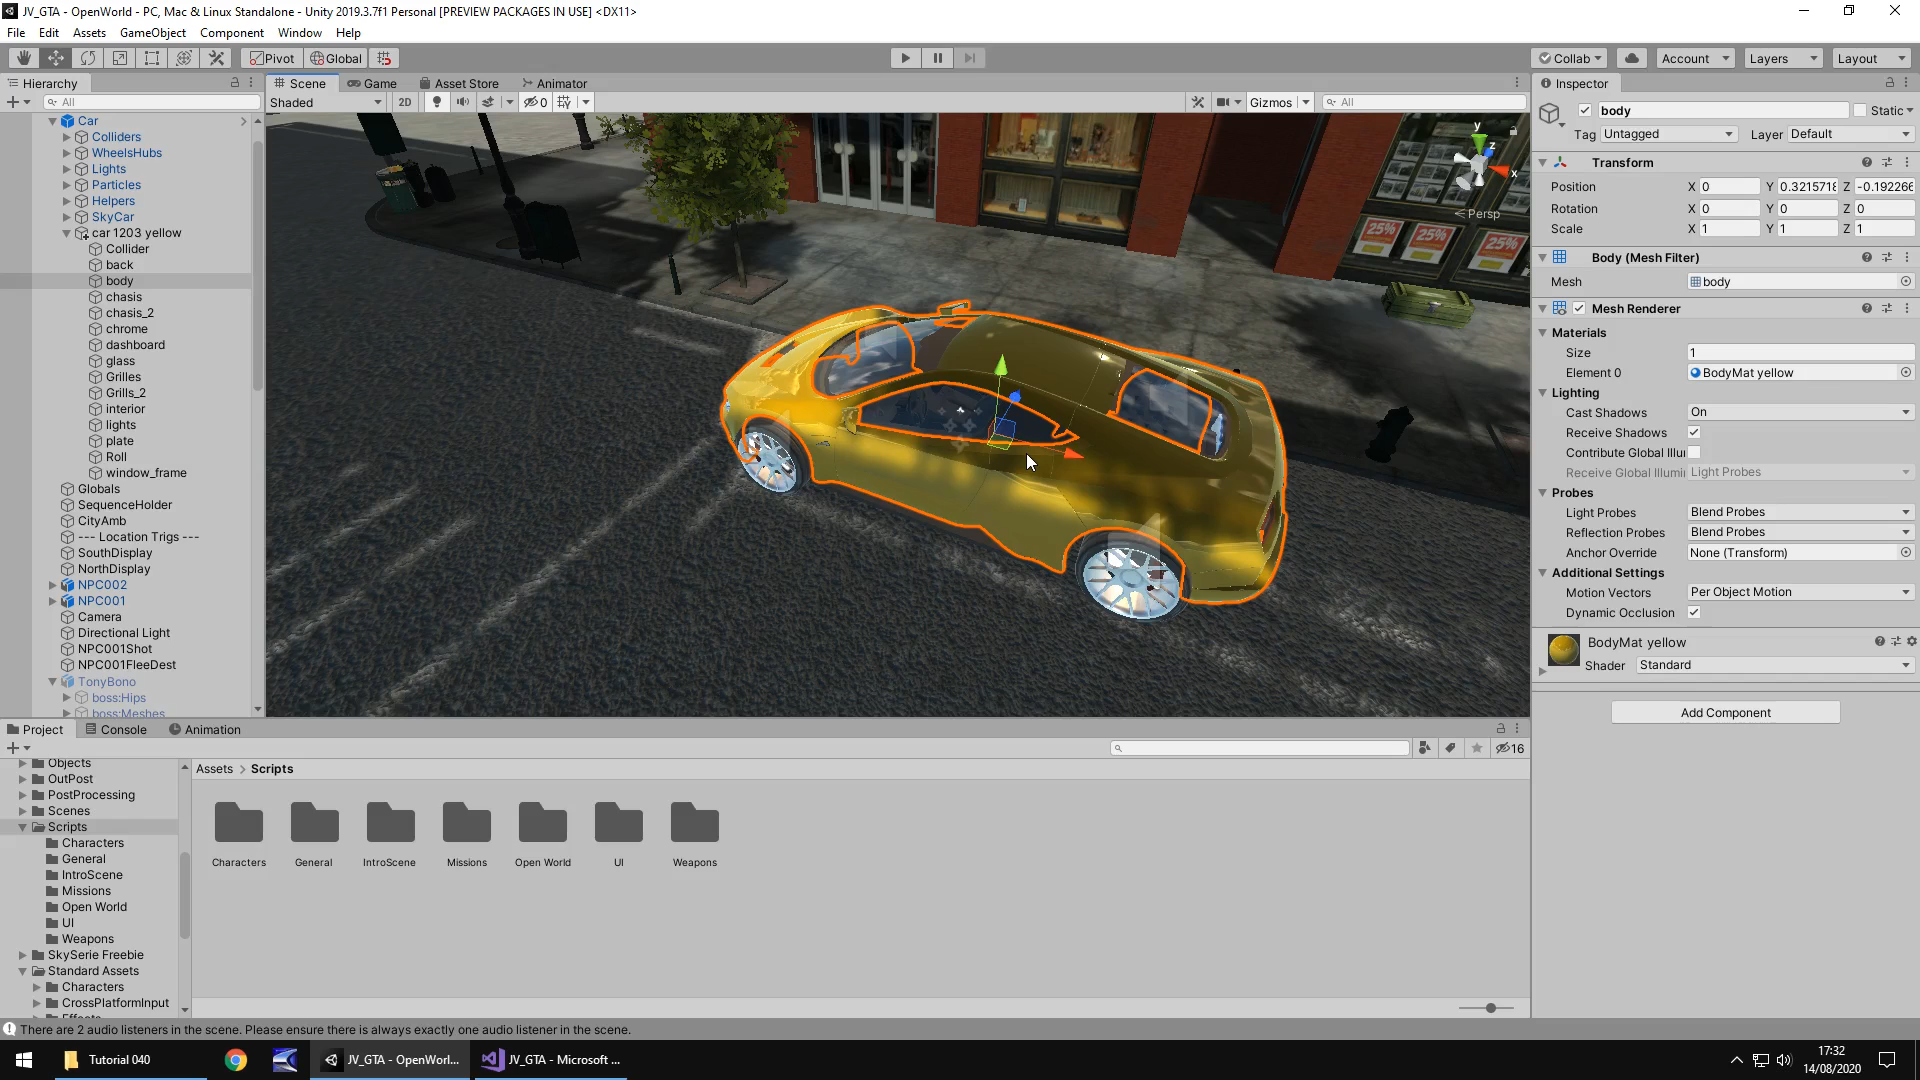 JV_GTA - OpenWorld - PC, Mac & Linux Standalone - Unity 2019.3.7f1 Personal [PREVIEW PACKAGES IN USE] <DX11>
File Edit Assets GameObject Component Window Help
Pivot Global Collab Account Layers Layout
Hierarchy Scene Game Asset Store Animator Inspector
All Shaded 2D 0 Gizmos All
Car
Colliders
WheelsHubs
Lights
Particles
Helpers
SkyCar
car 1203 yellow
Collider
back
body
chasis
chasis_2
chrome
dashboard
glass
Grilles
Grills_2
interior
lights
plate
Roll
window_frame
Globals
SequenceHolder
CityAmb
--- Location Trigs ---
SouthDisplay
NorthDisplay
NPC002
NPC001
Camera
Directional Light
NPC001Shot
NPC001FleeDest
TonyBono
boss:Hips
boss:Meshes
y
z
x
Persp
25% 25% 25%
body Static
Tag Untagged Layer Default
Transform
Position X 0 Y 0.3215718 Z -0.192266
Rotation X 0 Y 0 Z 0
Scale X 1 Y 1 Z 1
Body (Mesh Filter)
Mesh body
Mesh Renderer
Materials
Size 1
Element 0 BodyMat yellow
Lighting
Cast Shadows On
Receive Shadows
Contribute Global Illu
Receive Global Illumi Light Probes
Probes
Light Probes Blend Probes
Reflection Probes Blend Probes
Anchor Override None (Transform)
Additional Settings
Motion Vectors Per Object Motion
Dynamic Occlusion
BodyMat yellow
Shader Standard
Add Component
Project Console Animation
16
Objects
OutPost
PostProcessing
Scenes
Scripts
Characters
General
IntroScene
Missions
Open World
UI
Weapons
SkySerie Freebie
Standard Assets
Characters
CrossPlatformInput
Effects
Assets > Scripts
Characters General IntroScene Missions Open World UI Weapons
There are 2 audio listeners in the scene. Please ensure there is always exactly one audio listener in the scene.
Tutorial 040 JV_GTA - OpenWorl... JV_GTA - Microsoft ...
17:32
14/08/2020